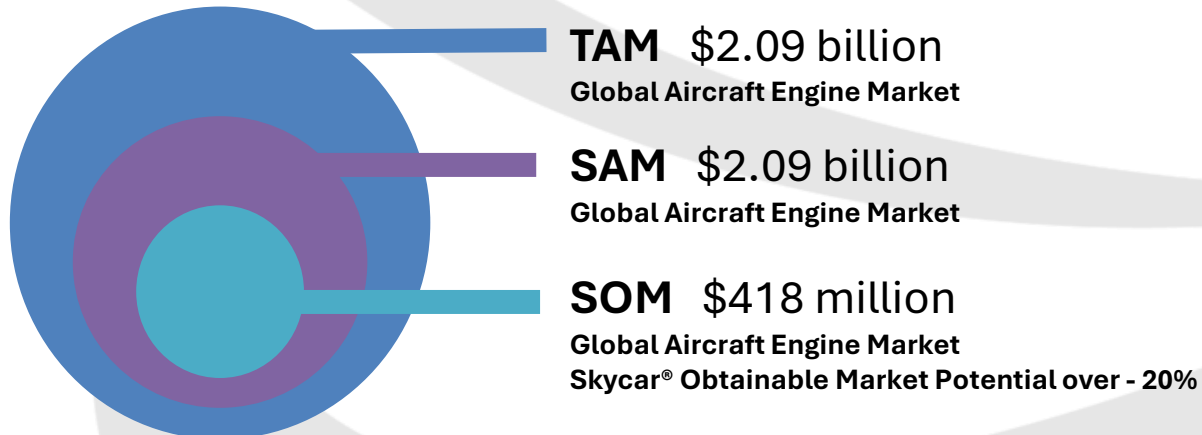 TAM $2.09 billion
Global Aircraft Engine Market
SAM $2.09 billion
Global Aircraft Engine Market
SOM $418 million
Global Aircraft Engine Market
Skycar® Obtainable Market Potential over - 20%